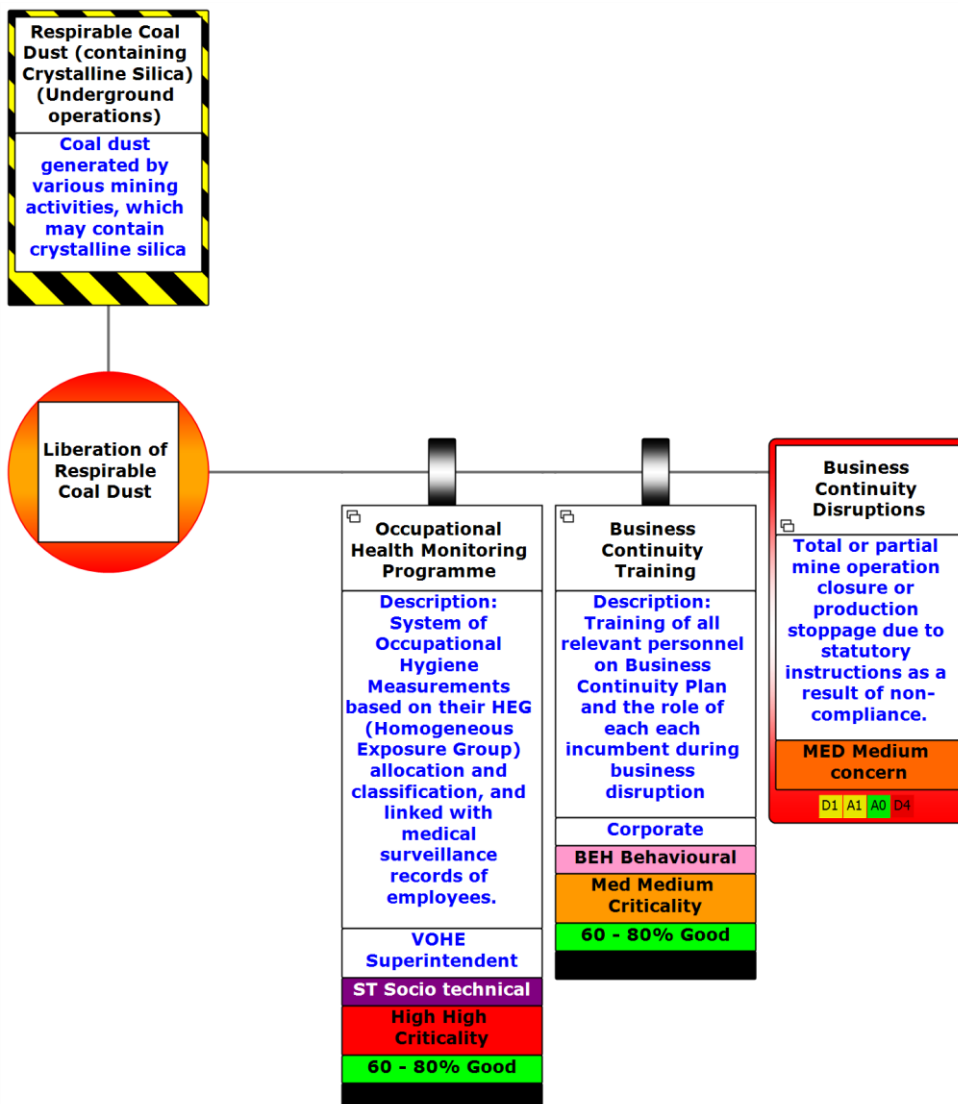 Respirable Coal
Dust (containing
Crystalline Silica)
(Underground
operations)
Coal dust
generated by
various mining
activities, which
may contain
crystalline silica
Liberation of
Respirable
Coal Dust
Occupational
Health Monitoring
Programme
Description:
System of
Occupational
Hygiene
Measurements
based on their HEG
(Homogeneous
Exposure Group)
allocation and
classification, and
linked with
medical
surveillance
records of
employees.
VOHE
Superintendent
ST Socio technical
High High
Criticality
60 - 80% Good
Business
Continuity
Training
Description:
Training of all
relevant personnel
on Business
Continuity Plan
and the role of
each each
incumbent during
business
disruption
Corporate
BEH Behavioural
Med Medium
Criticality
60 - 80% Good
Business
Continuity
Disruptions
Total or partial
mine operation
closure or
production
stoppage due to
statutory
instructions as a
result of non-
compliance.
MED Medium
concern
D1 A1 A0 D4